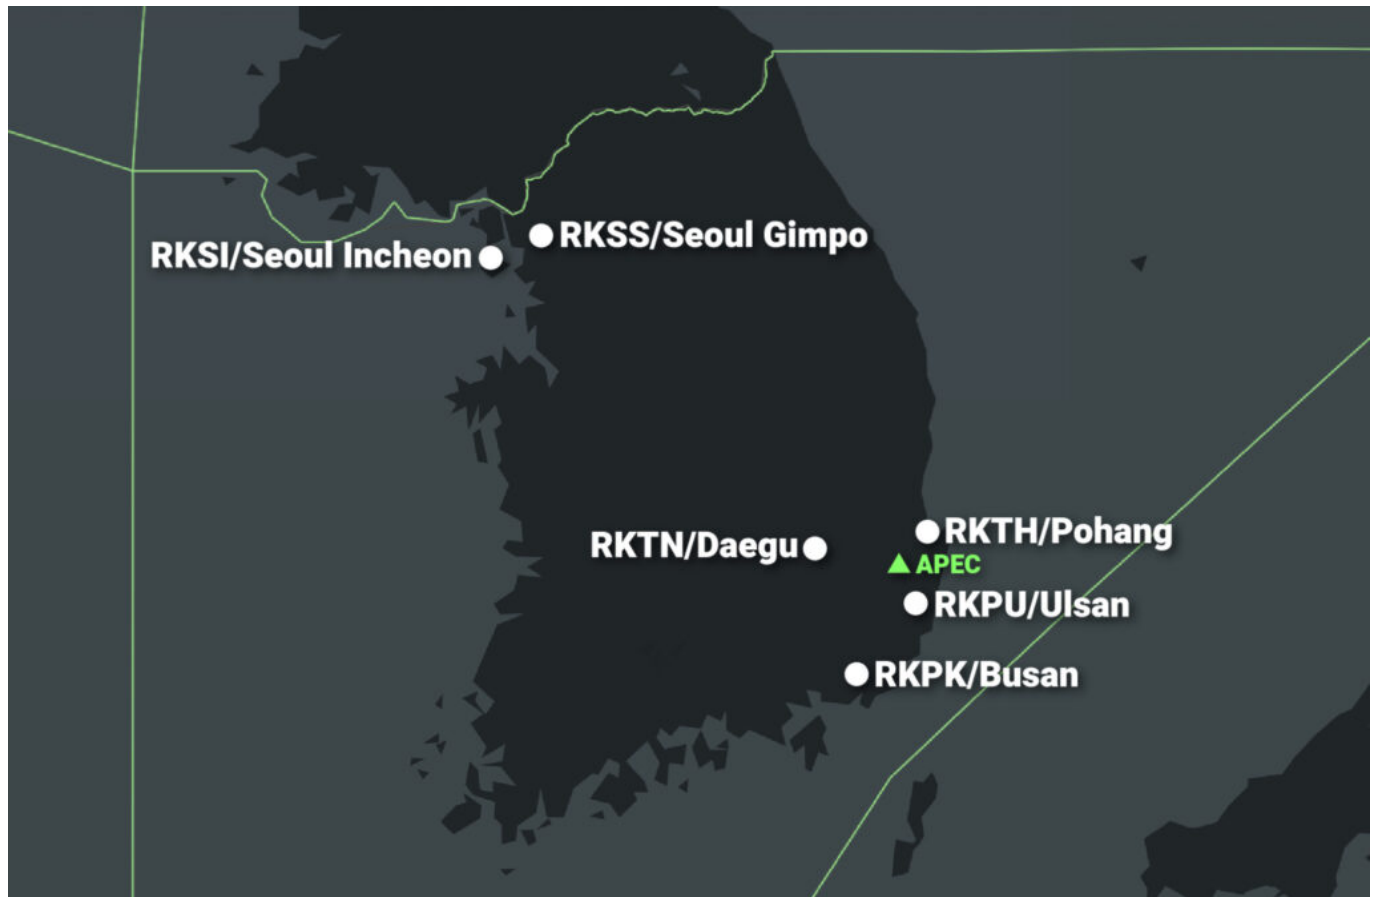 RKSS/Seoul Gimpo
RKSI/Seoul Incheon
RKTH/Pohang
RKTN/Daegu
APEC
RKPU/Ulsan
RKPK/Busan